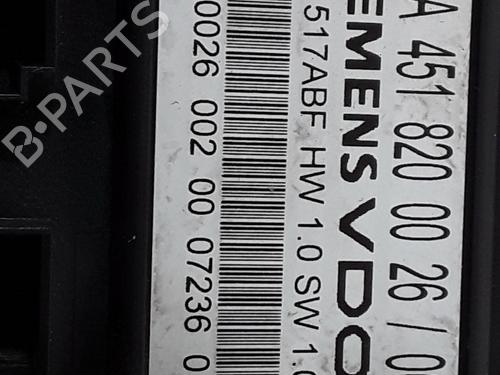 A 451 820 00 26 / 0
EMENS VDO
517ABF HW 1.0 SW 1.0
0026 002 00 07236 0
B-PARTS